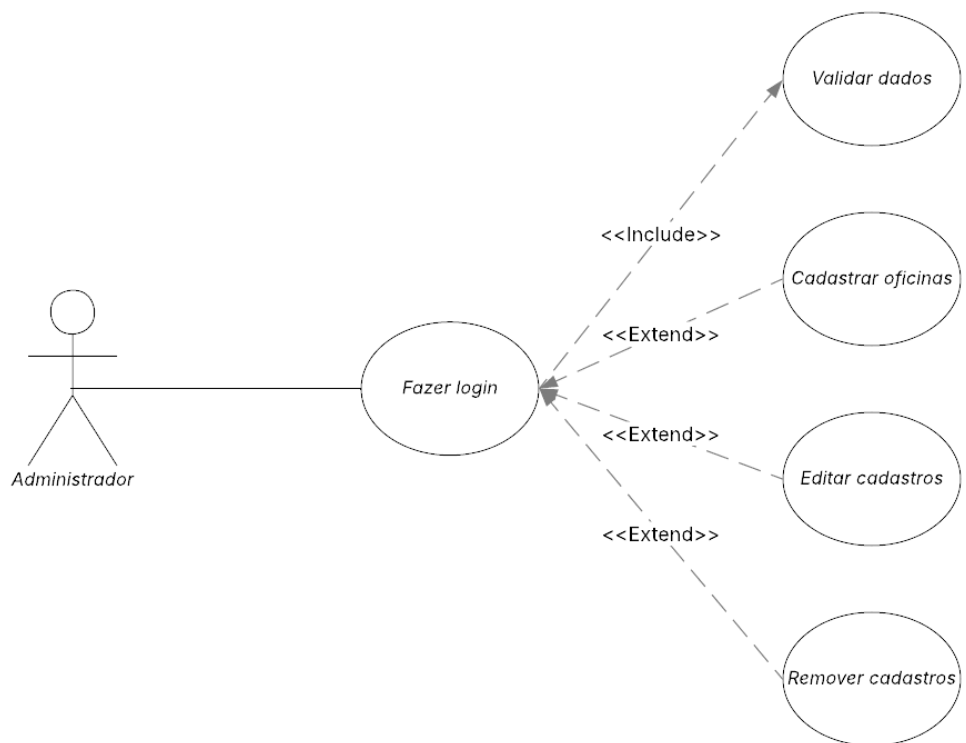 Validar dados
<<Include>>
Cadastrar oficinas
<<Extend>>
Fazer login
<<Extend>>
Administrador
Editar cadastros
<<Extend>>
Remover cadastros